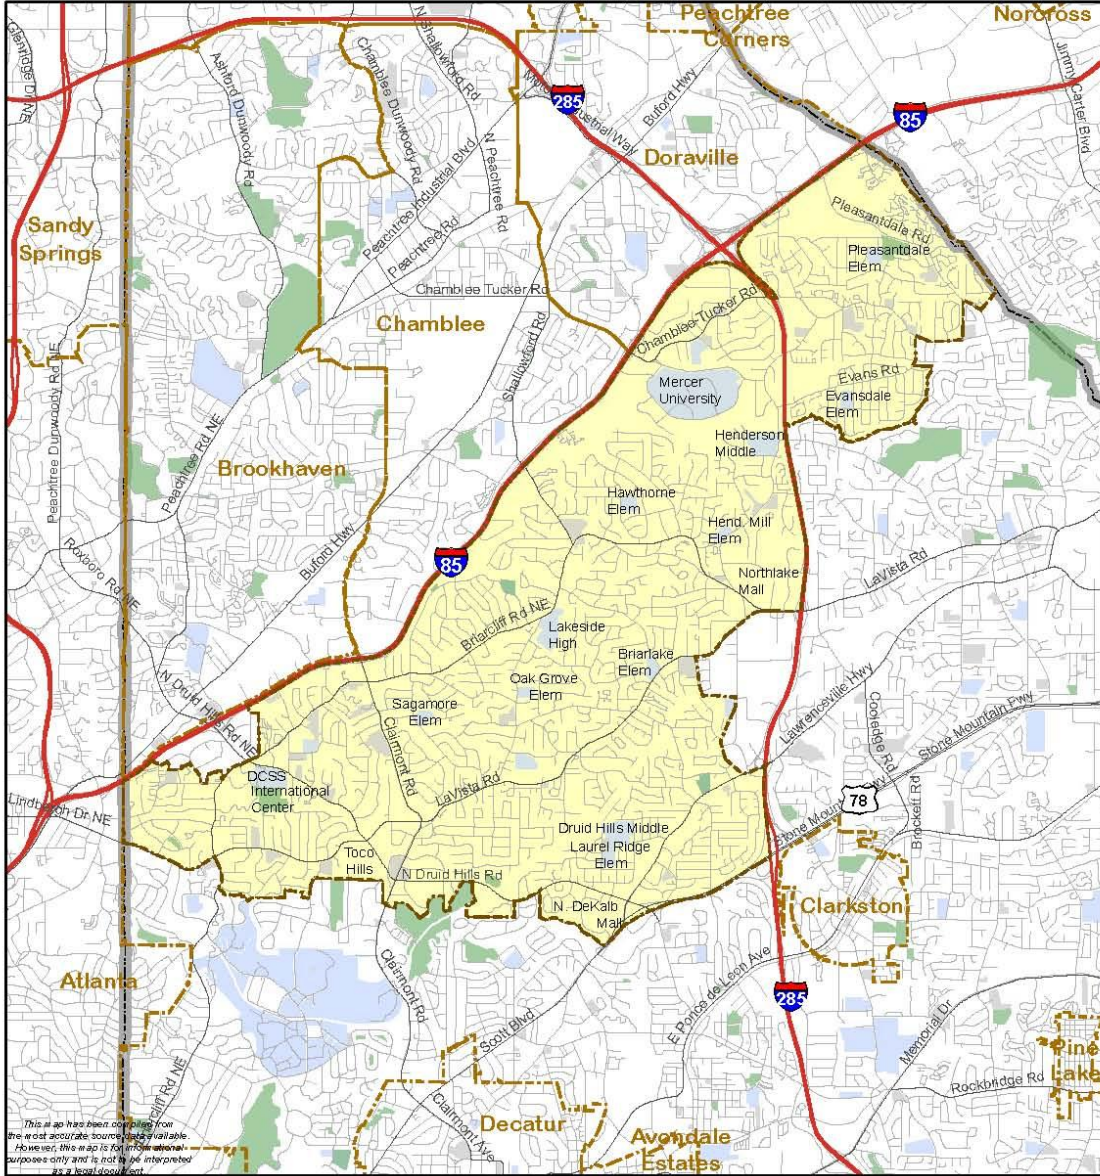 Peachtree
Corners
Norcross
Glenridge Dr NE
N Shallowford Rd
Ashford Dunwoody Rd
Chamblee Dunwoody Rd
285
Buford Hwy
85
Jimmy Carter Blvd
Doraville
N Peachtree Rd
Peachtree Industrial Blvd
Peachtree Rd
Sandy
Springs
Pleasantdale Rd
Pleasantdale
Elem
Chamblee Tucker Rd
Chamblee
Chamblee-Tucker Rd
Shallowford Rd
Peachtree Dunwoody Rd NE
Mercer
University
Evans Rd
Evansdale
Elem
Peachtree Rd NE
Brookhaven
Henderson
Middle
Hawthorne
Elem
Hend. Mill
Elem
Buford Hwy
85
Roxboro Rd NE
Northlake
Mall
LaVista Rd
Briarcliff Rd NE
Lakeside
High
Briarlake
Elem
Oak Grove
Elem
N Druid Hills Rd NE
Sagamore
Elem
Clairmont Rd
Lawrenceville Hwy
Cooledge Rd
Stone Mountain Fwy
DCSS
International
Center
LaVista Rd
78
Brockett Rd
Lindbergh Dr NE
Druid Hills Middle
Laurel Ridge
Elem
Toco
Hills
N Druid Hills Rd
N. DeKalb
Mall
Clarkston
Atlanta
Clairmont Rd
E Ponce de Leon Ave
285
Scott Blvd
Memorial Dr
Pine
Lake
Rockbridge Rd
Briarcliff Rd NE
Clairmont Ave
Decatur
Avondale
Estates
This map has been compiled from
the most accurate source data available.
However, this map is for informational
purposes only and is not to be interpreted
as a legal document.